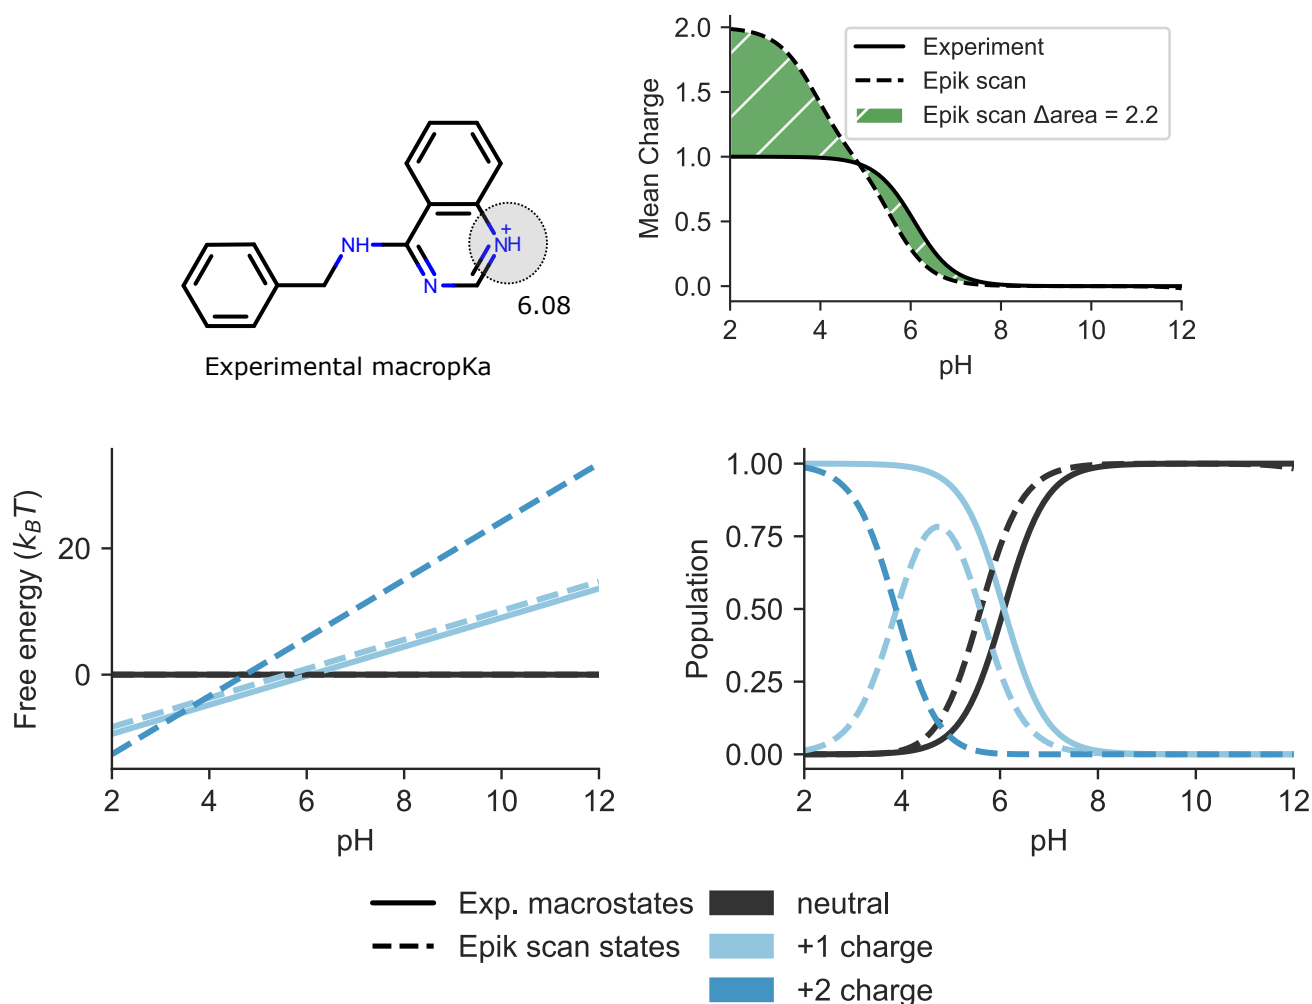 NH
N
NH
+
6.08
Experimental macropKa
Mean Charge
2.0
1.5
1.0
0.5
0.0
Experiment
Epik scan
Epik scan Δarea = 2.2
2 4 6 8 10 12
pH
Free energy (k_BT)
20
0
2 4 6 8 10 12
pH
Population
1.00
0.75
0.50
0.25
0.00
2 4 6 8 10 12
pH
Exp. macrostates
Epik scan states
neutral
+1 charge
+2 charge